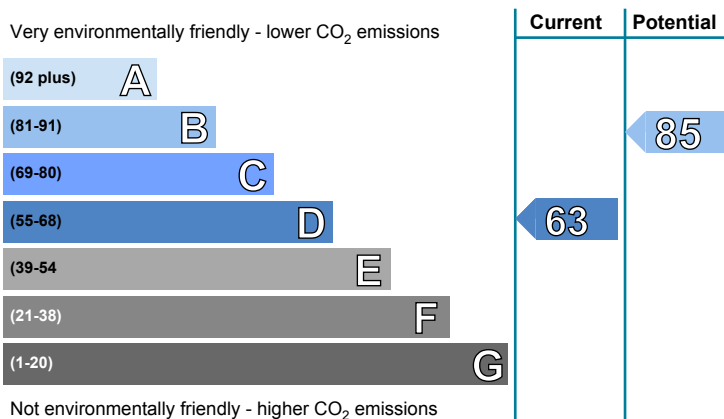 Current Potential
Very environmentally friendly - lower CO2 emissions
(92 plus) A
(81-91) B
85
(69-80) C
(55-68) D
63
(39-54 E
(21-38) F
(1-20) G
Not environmentally friendly - higher CO2 emissions